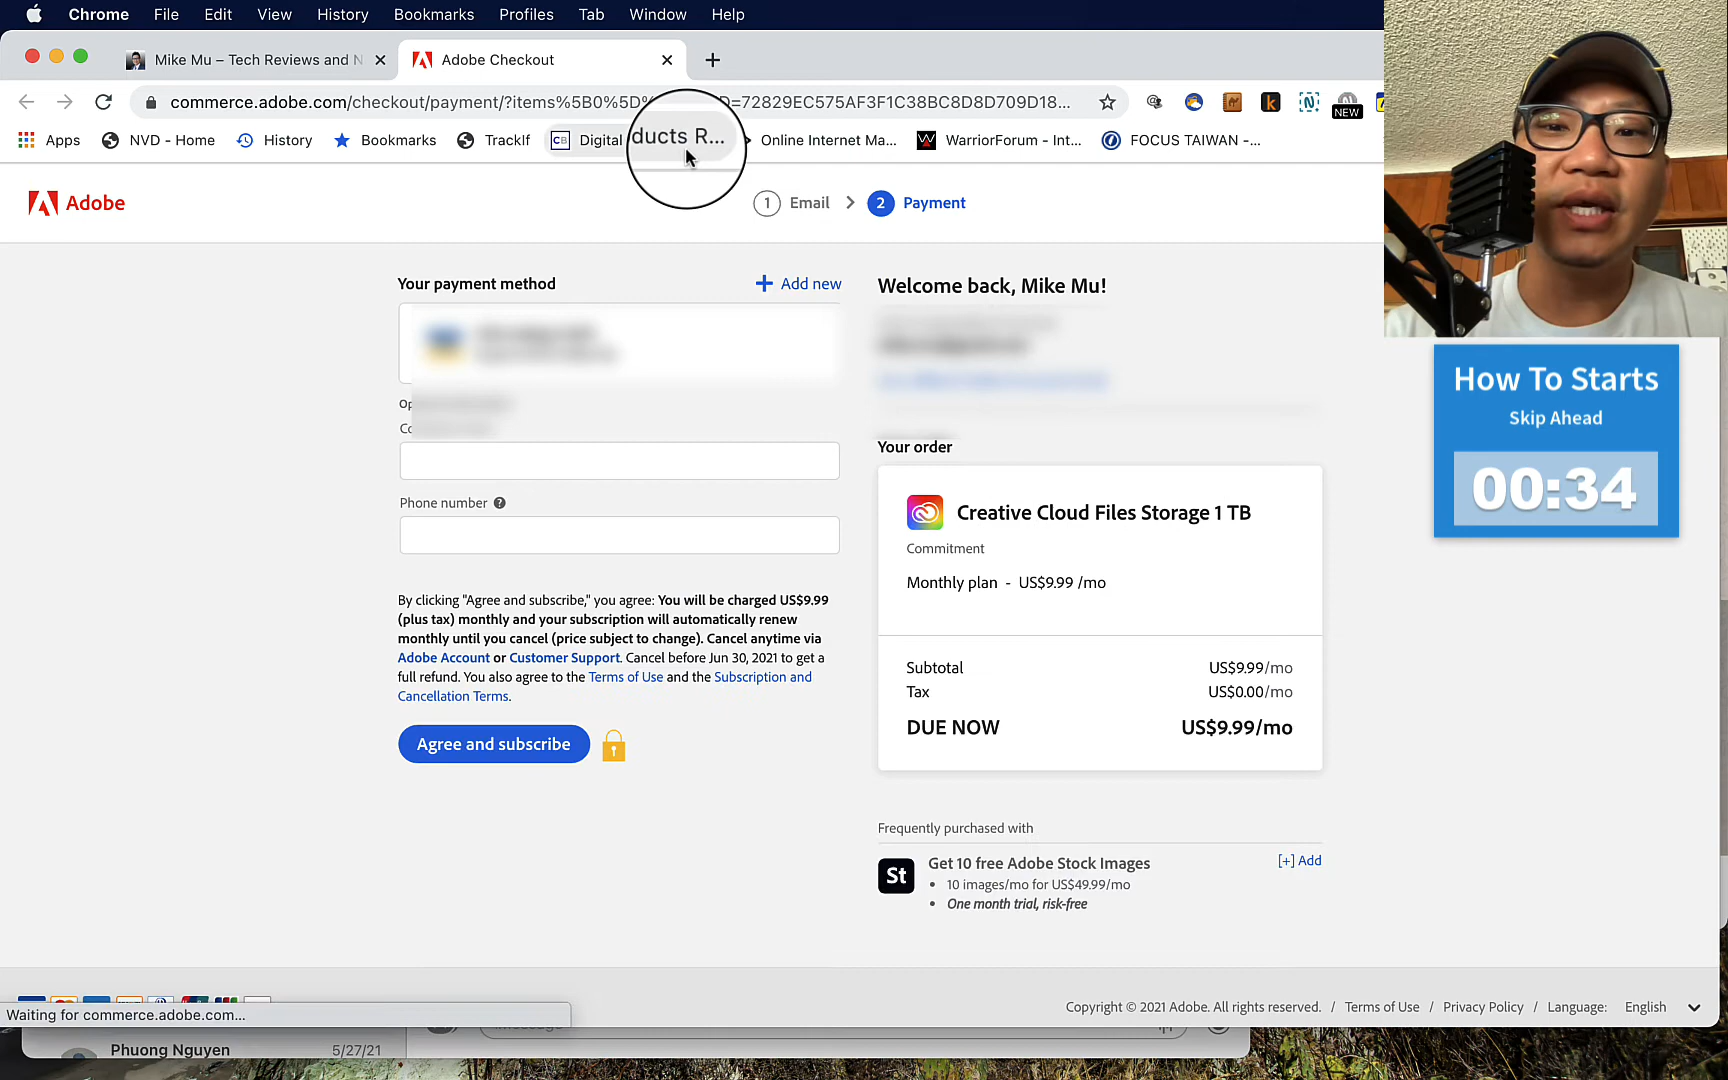 Chrome File Edit View History Bookmarks Profiles Tab Window Help
Mike Mu – Tech Reviews and N
Adobe Checkout
commerce.adobe.com/checkout/payment/?items%5B0%5D% D=72829EC575AF3F1C38BC8D8D709D18...
NEW
Apps NVD - Home History Bookmarks TrackIf Digital ducts R... Online Internet Ma... WarriorForum - Int... FOCUS TAIWAN -...
Adobe
1 Email 2 Payment
Your payment method
Add new
Welcome back, Mike Mu!
Phone number
Your order
Creative Cloud Files Storage 1 TB
Commitment
Monthly plan - US$9.99 /mo
Subtotal US$9.99/mo
Tax US$0.00/mo
DUE NOW US$9.99/mo
By clicking "Agree and subscribe," you agree: You will be charged US$9.99
(plus tax) monthly and your subscription will automatically renew
monthly until you cancel (price subject to change). Cancel anytime via
Adobe Account or Customer Support. Cancel before Jun 30, 2021 to get a
full refund. You also agree to the Terms of Use and the Subscription and
Cancellation Terms.
Agree and subscribe
Frequently purchased with
St
Get 10 free Adobe Stock Images
[+] Add
10 images/mo for US$49.99/mo
One month trial, risk-free
How To Starts
Skip Ahead
00:34
Copyright © 2021 Adobe. All rights reserved. / Terms of Use / Privacy Policy / Language: English
Waiting for commerce.adobe.com...
Phuong Nguyen 5/27/21